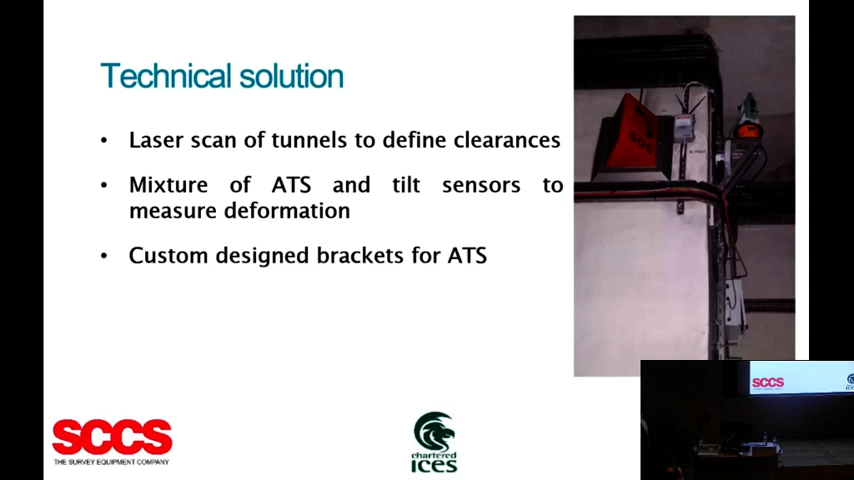 Technical solution
• Laser scan of tunnels to define clearances
• Mixture of ATS and tilt sensors to
measure deformation
• Custom designed brackets for ATS
SOS
SCCS
THE SURVEY EQUIPMENT COMPANY
chartered
ICES
SCCS